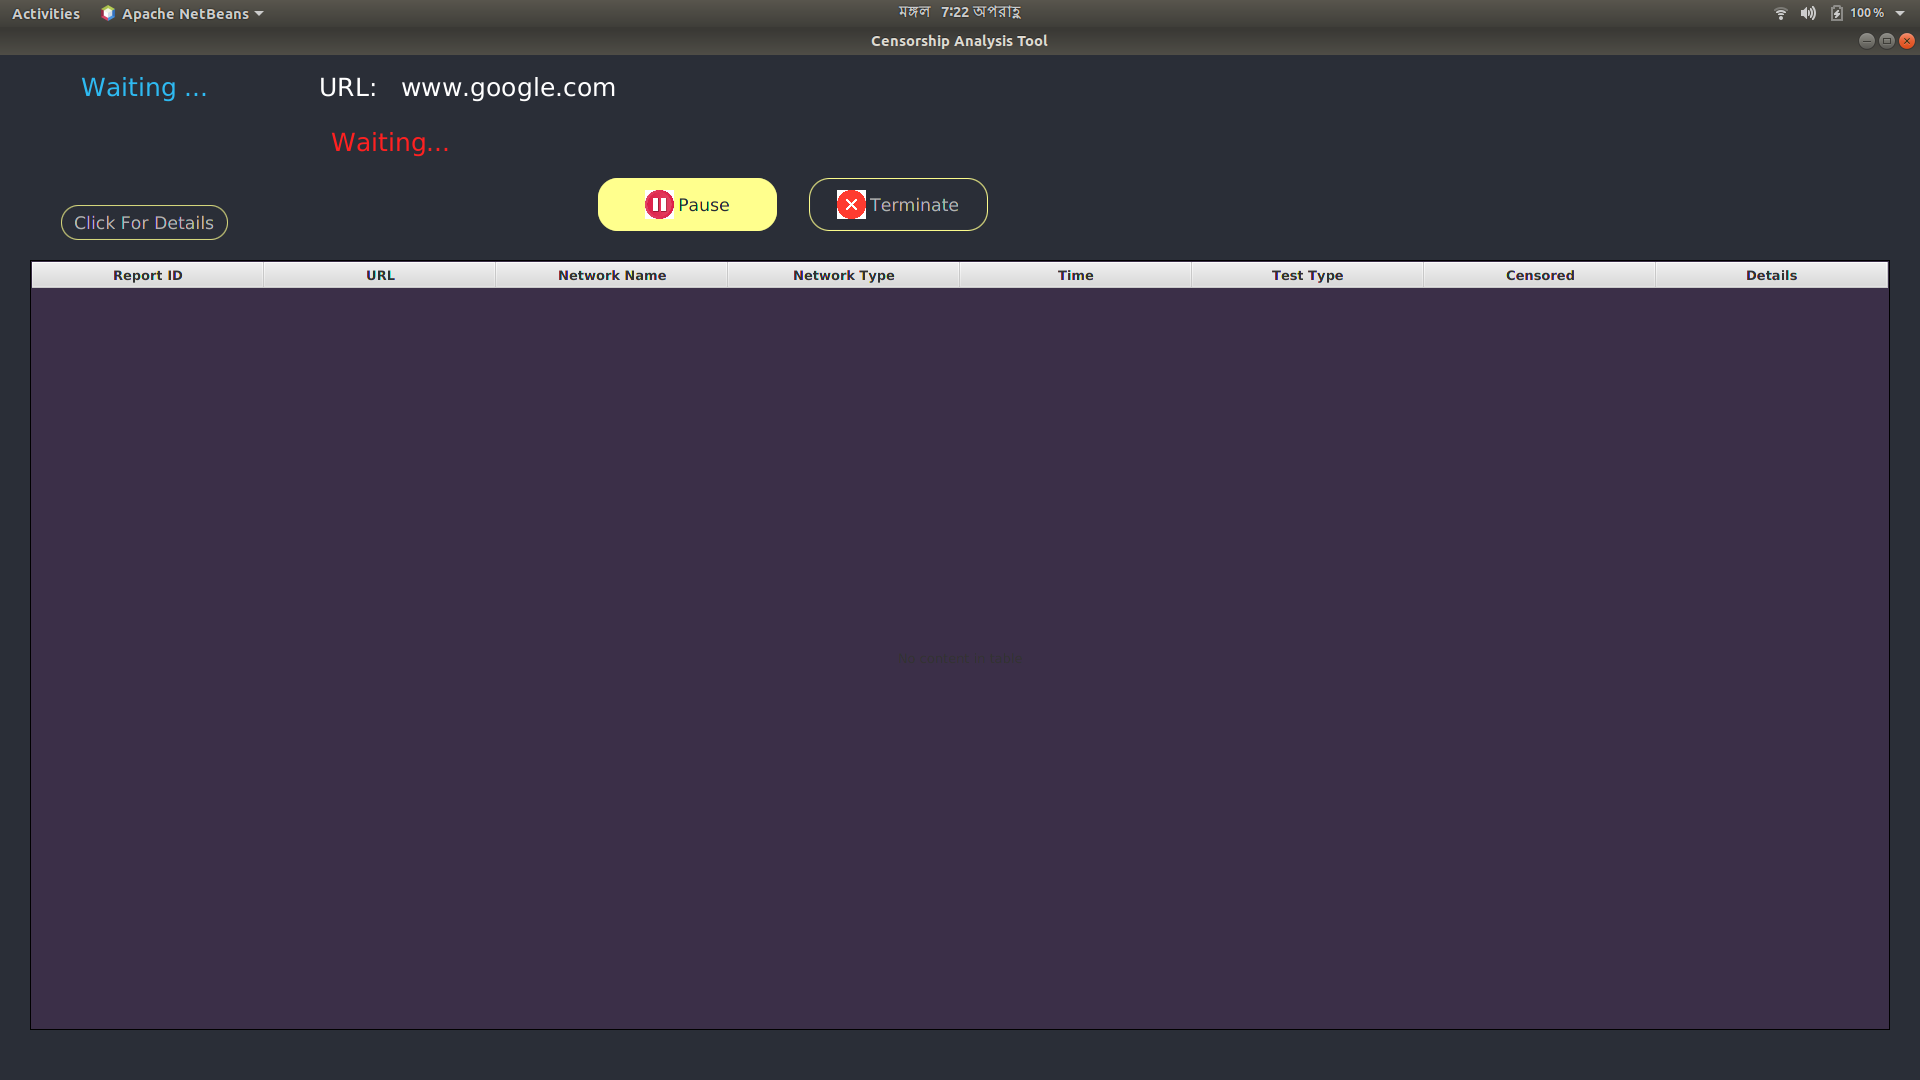 Activities Apache NetBeans মঙ্গল 7:22 অপরাহ্ণ 100%
Censorship Analysis Tool
Waiting ... URL: www.google.com
Waiting...
Pause Terminate
Click For Details
Report ID URL Network Name Network Type Time Test Type Censored Details